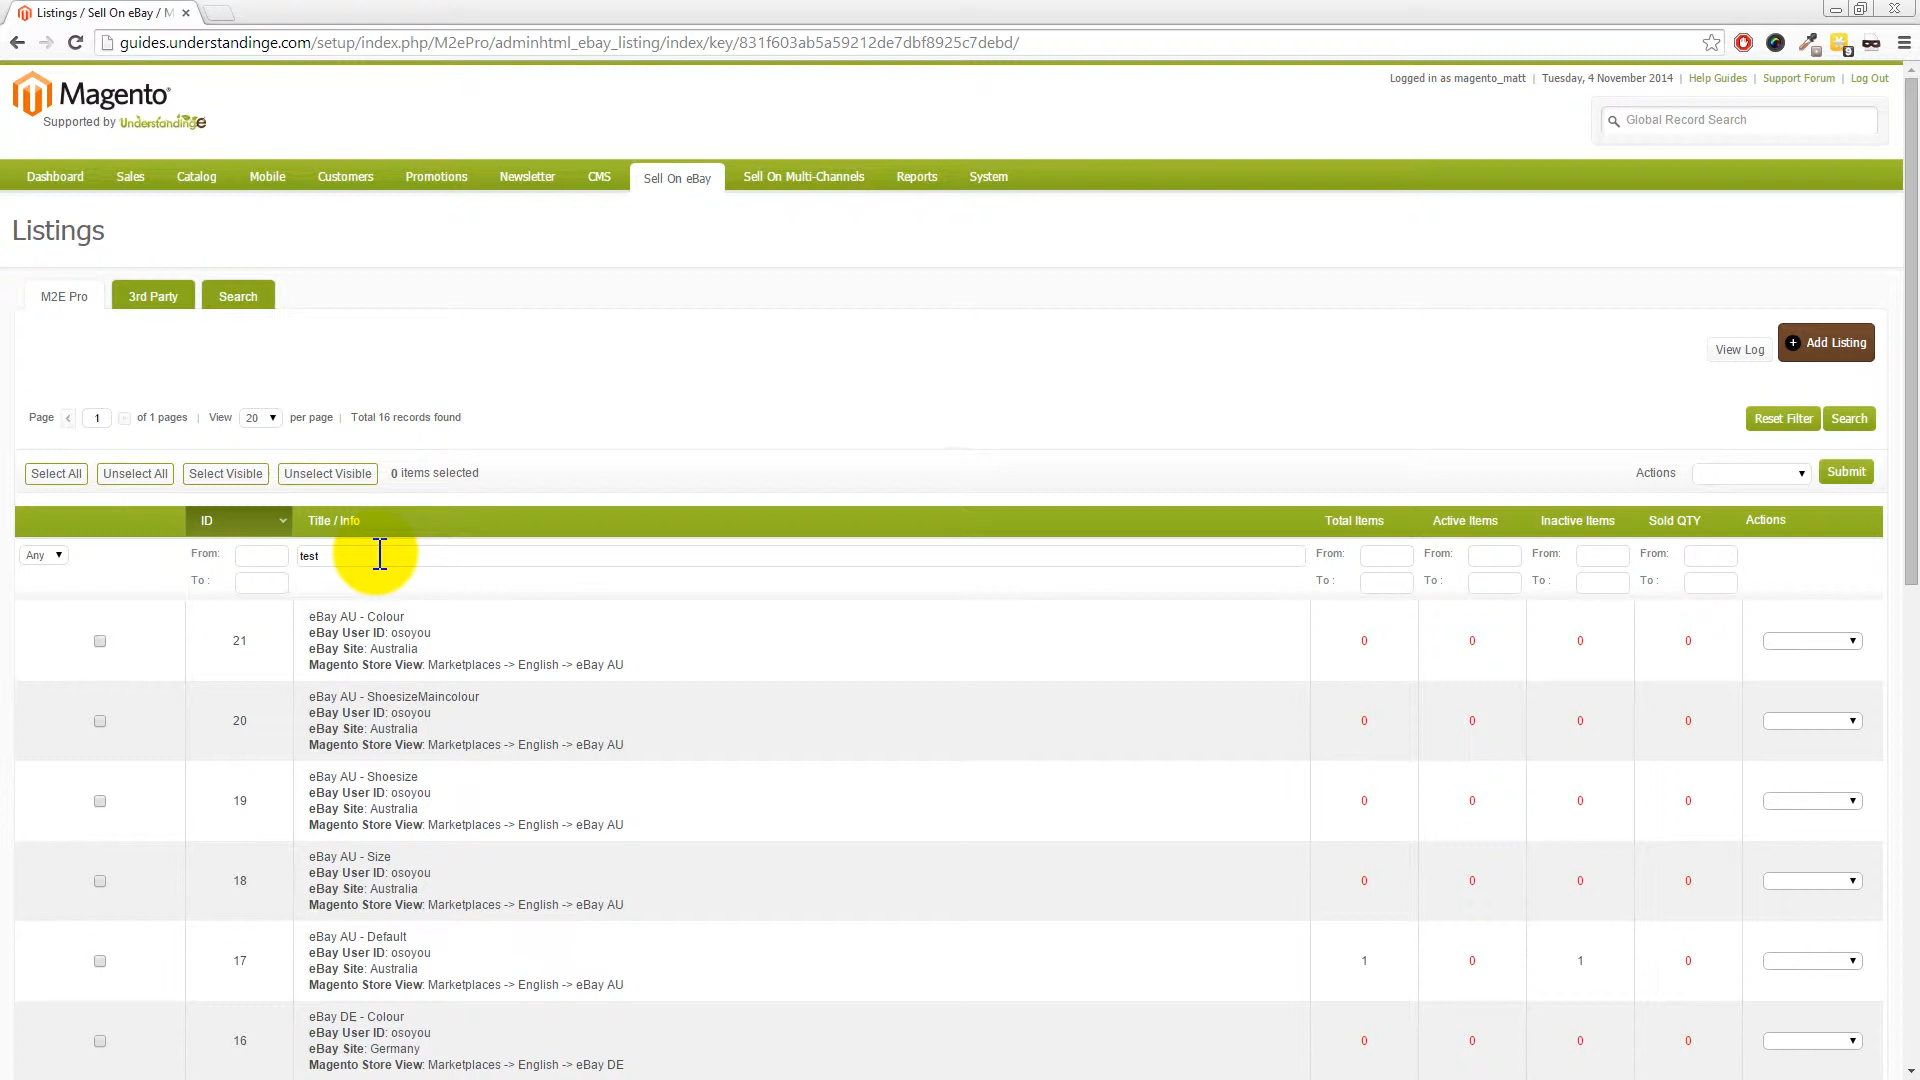 Listings / Sell On eBay / M
guides.understandinge.com/setup/index.php/M2ePro/adminhtml_ebay_listing/index/key/831f603ab5a59212de7dbf8925c7debd/
Logged in as magento_matt | Tuesday, 4 November 2014 | Help Guides | Support Forum | Log Out
Magento
Supported by Understandinge
Global Record Search
Dashboard Sales Catalog Mobile Customers Promotions Newsletter CMS Sell On eBay Sell On Multi-Channels Reports System
Listings
M2E Pro 3rd Party Search
View Log Add Listing
Page 1 of 1 pages | View 20 per page | Total 16 records found Reset Filter Search
Select All Unselect All Select Visible Unselect Visible 0 items selected Actions Submit
ID Title / Info Total Items Active Items Inactive Items Sold QTY Actions
Any From: test From: From: From: From:
To : To : To : To : To :
eBay AU - Colour
eBay User ID: osoyou
21 0 0 0 0
eBay Site: Australia
Magento Store View: Marketplaces -> English -> eBay AU
eBay AU - ShoesizeMaincolour
eBay User ID: osoyou
20 0 0 0 0
eBay Site: Australia
Magento Store View: Marketplaces -> English -> eBay AU
eBay AU - Shoesize
eBay User ID: osoyou
19 0 0 0 0
eBay Site: Australia
Magento Store View: Marketplaces -> English -> eBay AU
eBay AU - Size
eBay User ID: osoyou
18 0 0 0 0
eBay Site: Australia
Magento Store View: Marketplaces -> English -> eBay AU
eBay AU - Default
eBay User ID: osoyou
17 1 0 1 0
eBay Site: Australia
Magento Store View: Marketplaces -> English -> eBay AU
eBay DE - Colour
eBay User ID: osoyou
16 0 0 0 0
eBay Site: Germany
Magento Store View: Marketplaces -> English -> eBay DE